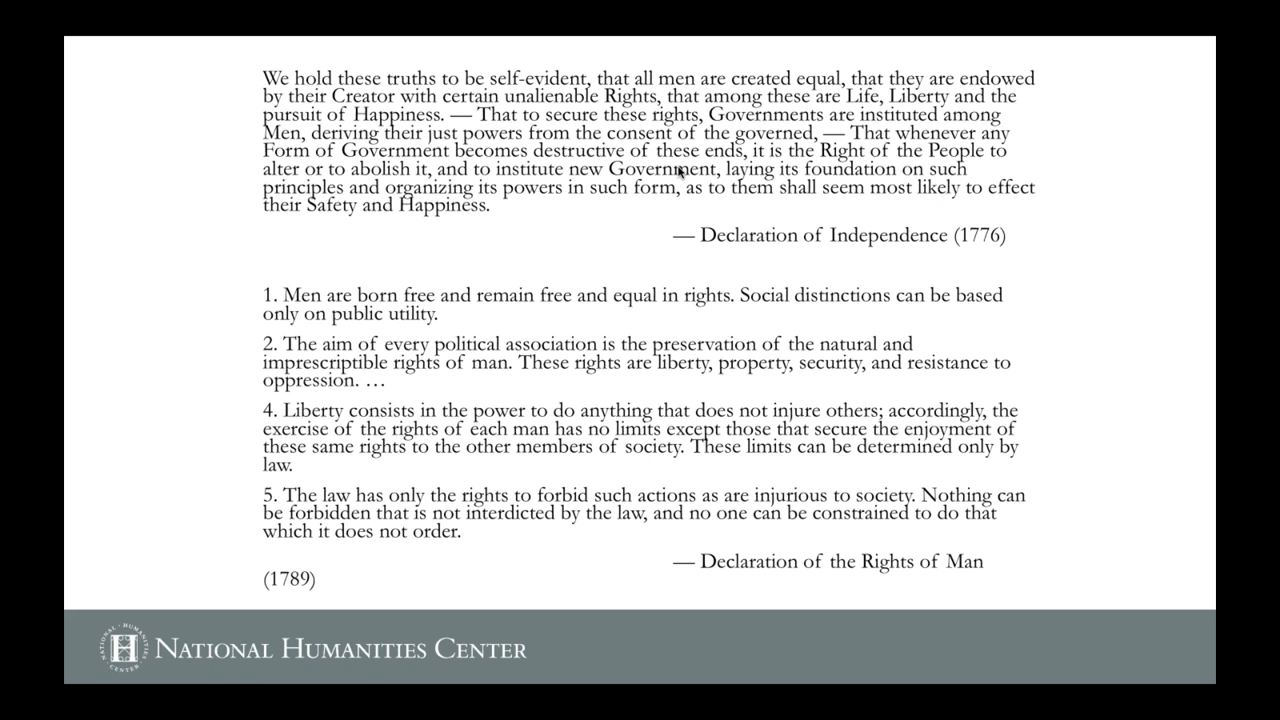 We hold these truths to be self-evident, that all men are created equal, that they are endowed
by their Creator with certain unalienable Rights, that among these are Life, Liberty and the
pursuit of Happiness. — That to secure these rights, Governments are instituted among
Men, deriving their just powers from the consent of the governed, — That whenever any
Form of Government becomes destructive of these ends, it is the Right of the People to
alter or to abolish it, and to institute new Government, laying its foundation on such
principles and organizing its powers in such form, as to them shall seem most likely to effect
their Safety and Happiness.
— Declaration of Independence (1776)
1. Men are born free and remain free and equal in rights. Social distinctions can be based
only on public utility.
2. The aim of every political association is the preservation of the natural and
imprescriptible rights of man. These rights are liberty, property, security, and resistance to
oppression. …
4. Liberty consists in the power to do anything that does not injure others; accordingly, the
exercise of the rights of each man has no limits except those that secure the enjoyment of
these same rights to the other members of society. These limits can be determined only by
law.
5. The law has only the rights to forbid such actions as are injurious to society. Nothing can
be forbidden that is not interdicted by the law, and no one can be constrained to do that
which it does not order.
— Declaration of the Rights of Man
(1789)
NATIONAL HUMANITIES CENTER
H
NATIONAL HUMANITIES CENTER